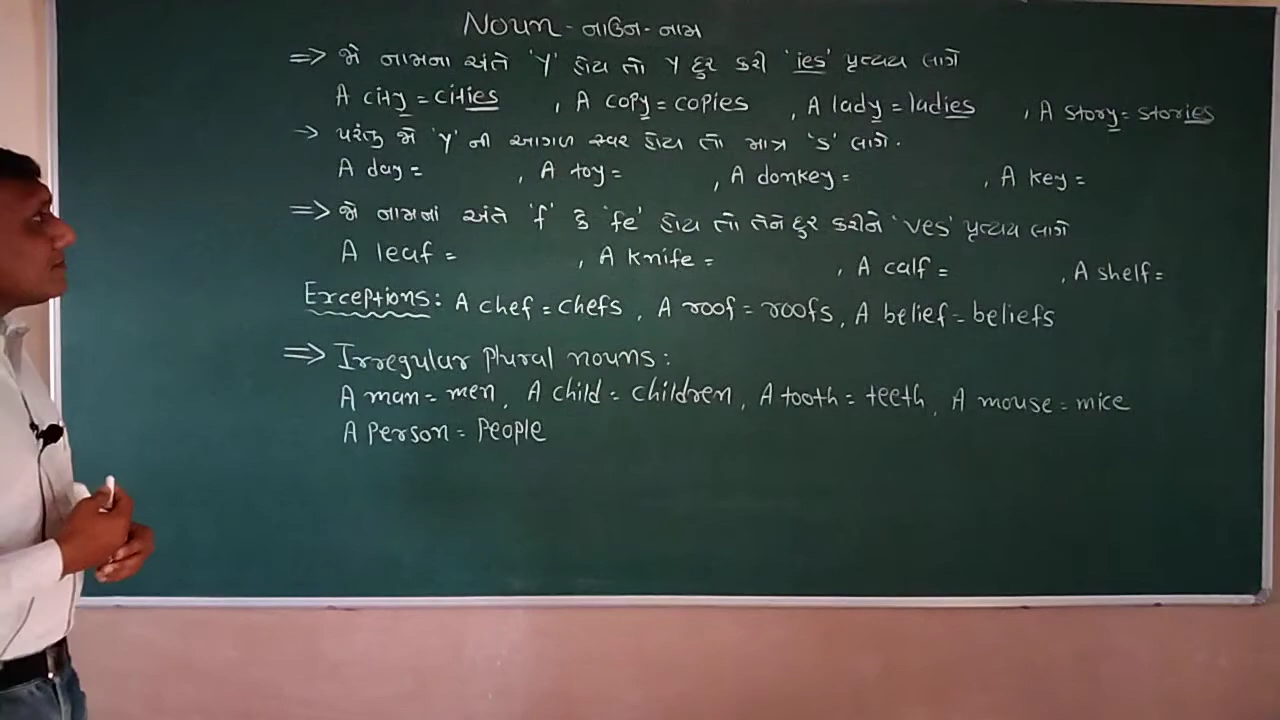 Noun - નાઉન - નામ
=> જો નામના અંતે 'Y' હોય તો Y દુર કરી 'ies' પ્રત્યય લાગે
A city = cities , A copy = copies , A lady = ladies , A story = stories
-> પરંતુ જો 'Y' ની આગળ સ્વર હોય તો માત્ર 's' લાગે.
A day = , A toy = , A donkey = , A key =
=> જો નામનાં અંતે 'f' કે 'fe' હોય તો તેને દુર કરીને 'ves' પ્રત્યય લાગે
A leaf = , A knife = , A calf = , A shelf =
Exceptions: A chef = chefs , A roof = roofs , A belief = beliefs
=> Irregular plural nouns :
A man = men , A child = children , A tooth = teeth , A mouse = mice
A Person = People